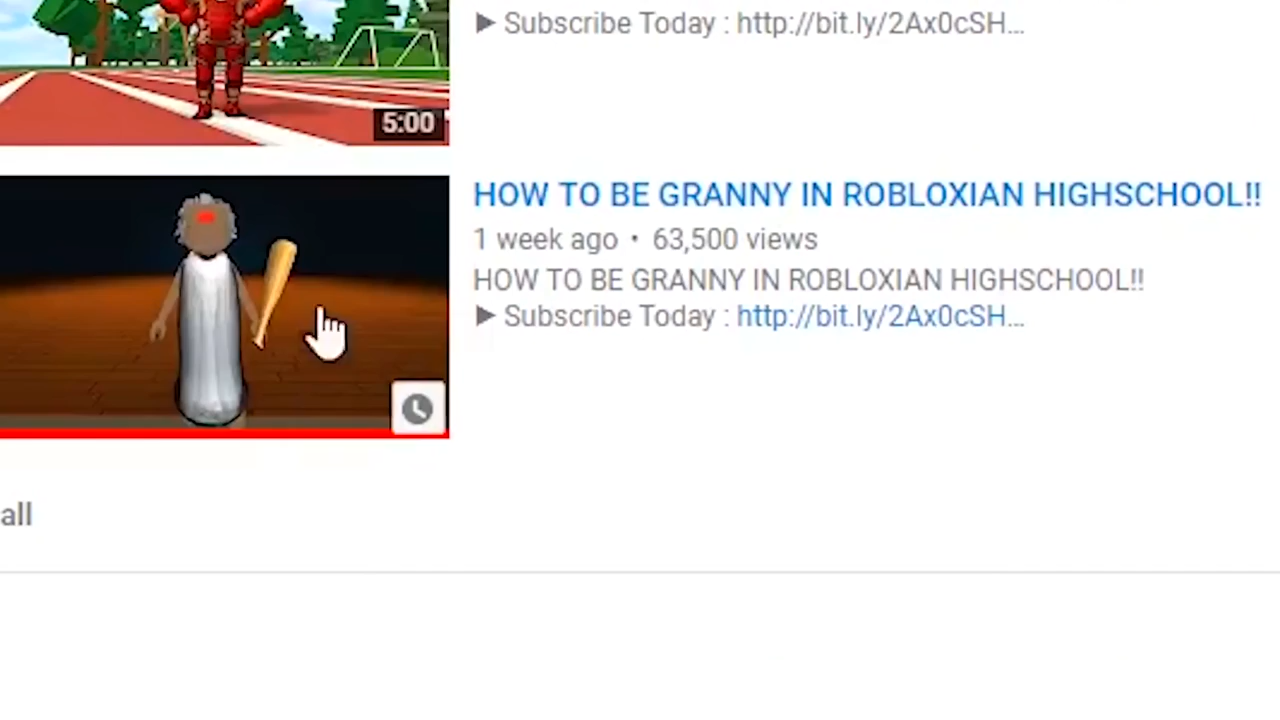 ▶ Subscribe Today : http://bit.ly/2Ax0cSH...
5:00
HOW TO BE GRANNY IN ROBLOXIAN HIGHSCHOOL!!
1 week ago • 63,500 views
HOW TO BE GRANNY IN ROBLOXIAN HIGHSCHOOL!!
▶ Subscribe Today : http://bit.ly/2Ax0cSH...
all